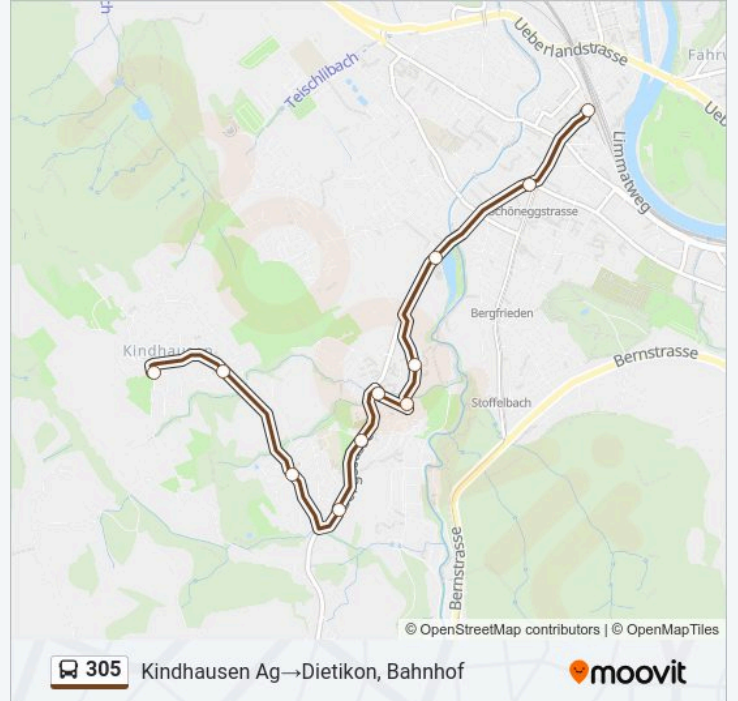 ch
Ueberlandstrasse
Fahrw
Teischlibach
Ueb
Limmatweg
Schöneggstrasse
Bergfrieden
Kindhausen
Bernstrasse
Stoffelbach
Bernstrasse
© OpenStreetMap contributors | © OpenMapTiles
305 Kindhausen Ag→Dietikon, Bahnhof
moovit